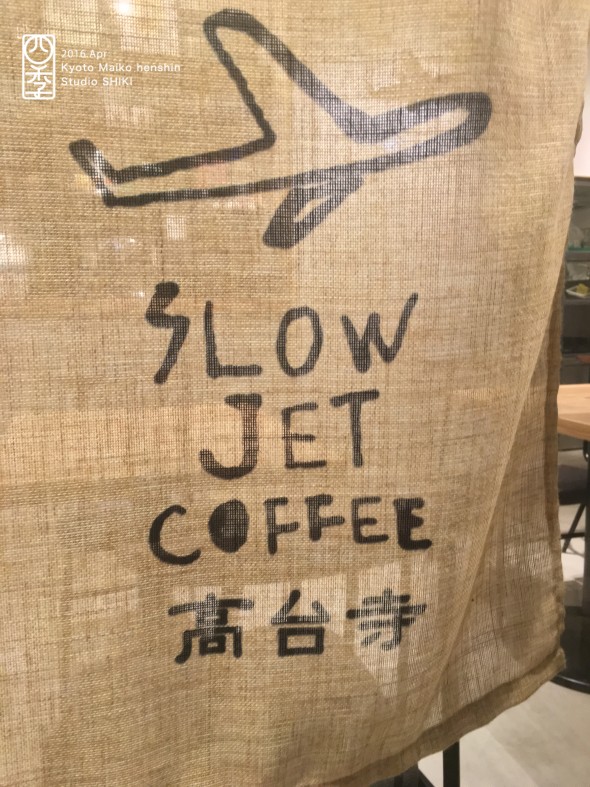 四季
2016.Apr
Kyoto Maiko henshin
Studio SHIKI
SLOW
JET
COFFEE
高台寺